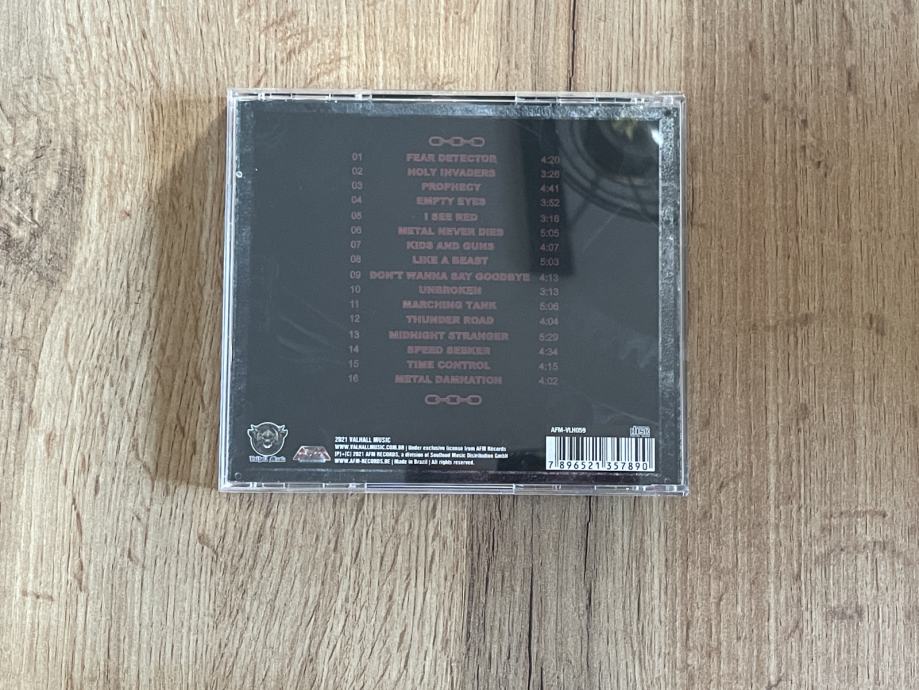 01 FEAR DETECTOR 4:20
02 HOLY INVADERS 3:26
03 PROPHECY 4:41
04 EMPTY EYES 3:52
05 I SEE RED 3:16
06 METAL NEVER DIES 5:05
07 KIDS AND GUNS 4:07
08 LIKE A BEAST 5:03
09 DON'T WANNA SAY GOODBYE 4:13
10 UNBROKEN 3:13
11 MARCHING TANK 5:06
12 THUNDER ROAD 4:04
13 MIDNIGHT STRANGER 5:29
14 SPEED SEEKER 4:34
15 TIME CONTROL 4:15
16 METAL DAMNATION 4:02
Valhall Music
AFM
2021 VALHALL MUSIC
WWW.VALHALLMUSIC.COM.BR | Under exclusive license from AFM Records
(P)+(C) 2021 AFM RECORDS, a division of Soulfood Music Distribution GmbH
WWW.AFM-RECORDS.DE | Made in Brazil | All rights reserved.
AFM-VLH059
7 896521 357890